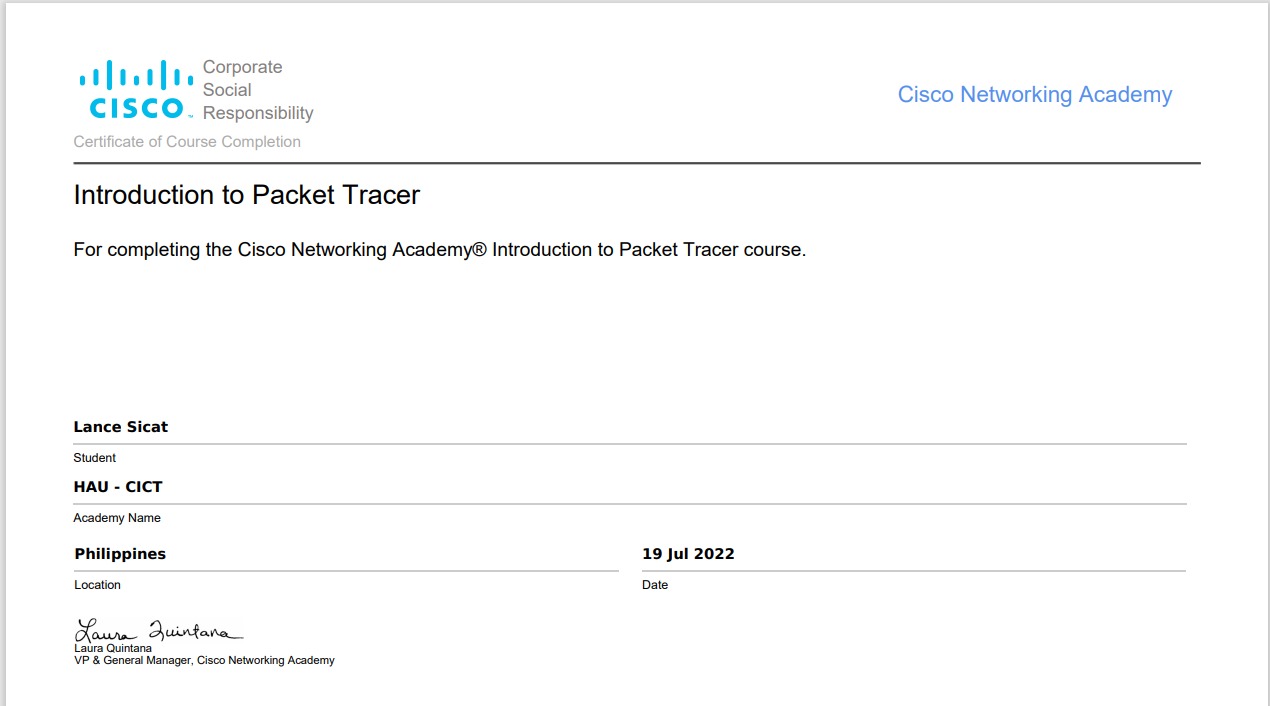 Corporate
Social
Responsibility
CISCO™
Cisco Networking Academy
Certificate of Course Completion
Introduction to Packet Tracer
For completing the Cisco Networking Academy® Introduction to Packet Tracer course.
Lance Sicat
Student
HAU - CICT
Academy Name
Philippines
19 Jul 2022
Location
Date
Laura Quintana
Laura Quintana
VP & General Manager, Cisco Networking Academy